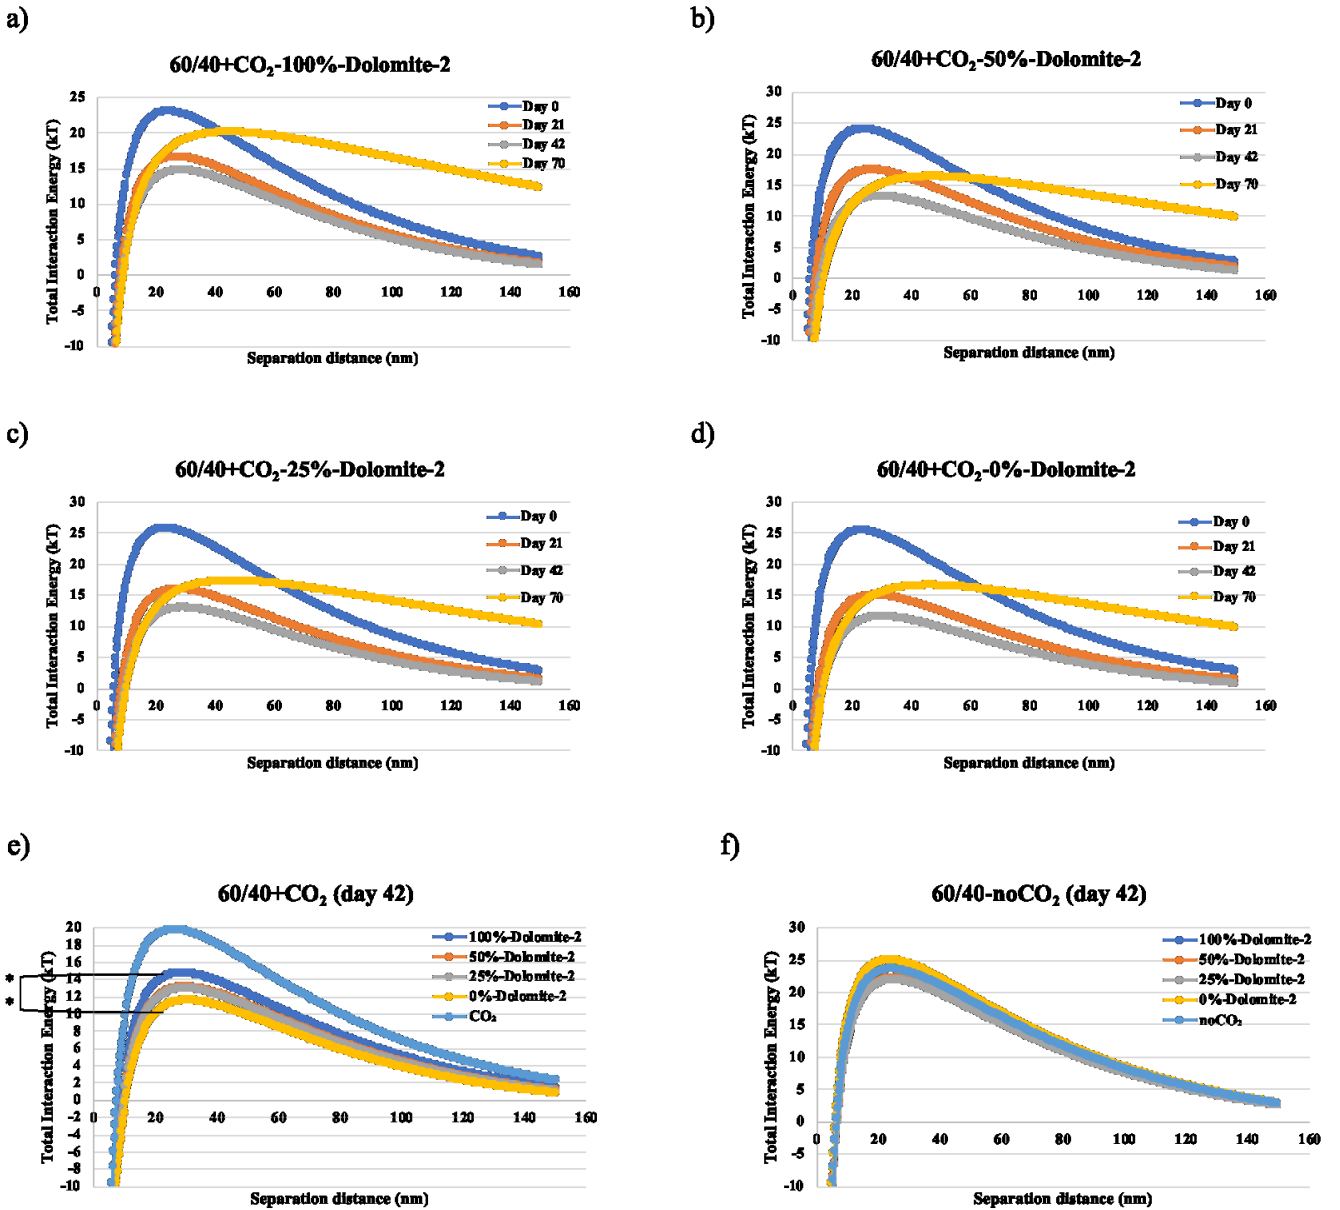 a)
60/40+CO₂-100%-Dolomite-2
Total Interaction Energy (kT)
25
20
15
10
5
0
-5
-10
0 20 40 60 80 100 120 140 160
Separation distance (nm)
Day 0
Day 21
Day 42
Day 70
b)
60/40+CO₂-50%-Dolomite-2
Total Interaction Energy (kT)
30
25
20
15
10
5
0
-5
-10
0 20 40 60 80 100 120 140 160
Separation distance (nm)
Day 0
Day 21
Day 42
Day 70
c)
60/40+CO₂-25%-Dolomite-2
Total Interaction Energy (kT)
30
25
20
15
10
5
0
-5
-10
0 20 40 60 80 100 120 140 160
Separation distance (nm)
Day 0
Day 21
Day 42
Day 70
d)
60/40+CO₂-0%-Dolomite-2
Total Interaction Energy (kT)
30
25
20
15
10
5
0
-5
-10
0 20 40 60 80 100 120 140 160
Separation distance (nm)
Day 0
Day 21
Day 42
Day 70
e)
60/40+CO₂ (day 42)
Total Interaction Energy (kT)
20
18
16
14
12
10
8
6
4
2
0
-2
-4
-6
-8
-10
*
*
0 20 40 60 80 100 120 140 160
Separation distance (nm)
100%-Dolomite-2
50%-Dolomite-2
25%-Dolomite-2
0%-Dolomite-2
CO₂
f)
60/40-noCO₂ (day 42)
Total Interaction Energy (kT)
30
25
20
15
10
5
0
-5
-10
0 20 40 60 80 100 120 140 160
Separation distance (nm)
100%-Dolomite-2
50%-Dolomite-2
25%-Dolomite-2
0%-Dolomite-2
noCO₂